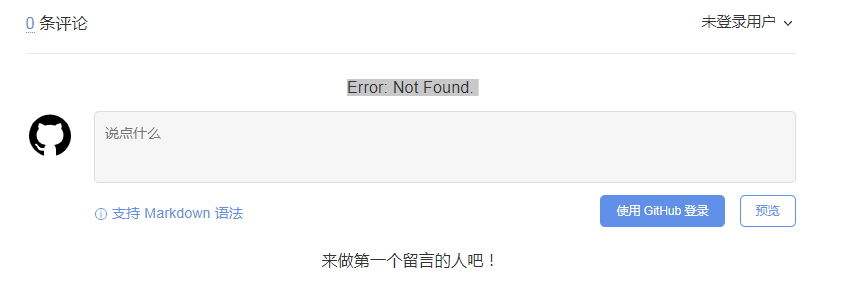 0 条评论
未登录用户
Error: Not Found.
说点什么
支持 Markdown 语法
使用 GitHub 登录
预览
来做第一个留言的人吧！